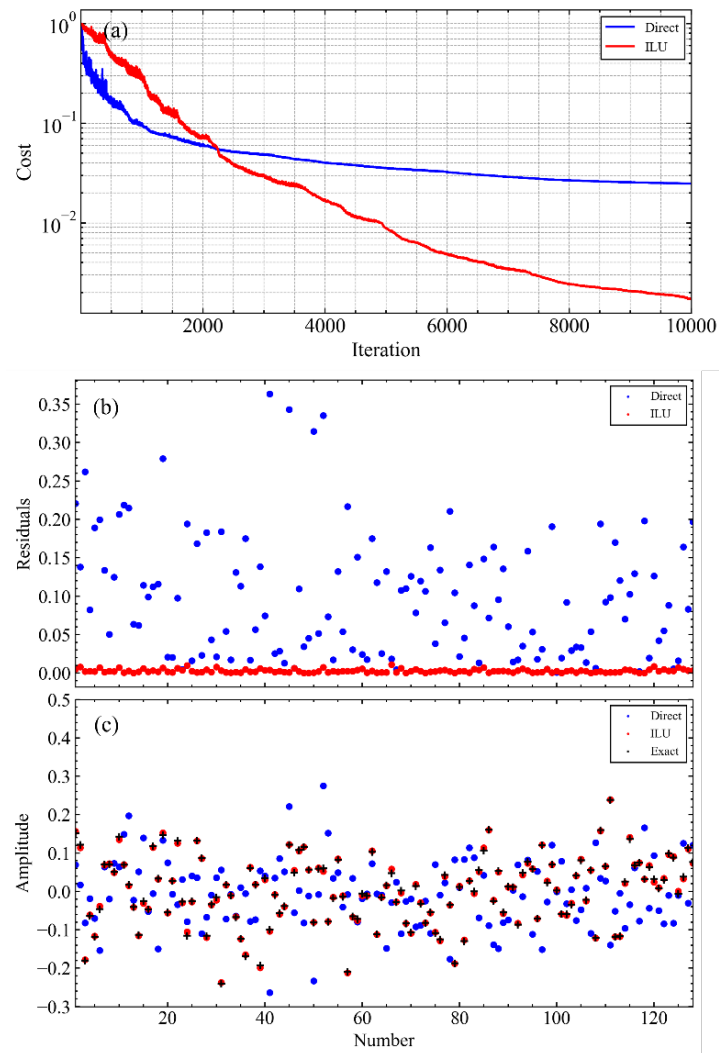 (a)
Direct
ILU
10⁰
10⁻¹
10⁻²
Cost
2000 4000 6000 8000 10000
Iteration
(b)
Direct
ILU
0.35
0.30
0.25
0.20
0.15
0.10
0.05
0.00
Residuals
(c)
Direct
ILU
Exact
0.5
0.4
0.3
0.2
0.1
0.0
−0.1
−0.2
−0.3
Amplitude
20 40 60 80 100 120
Number